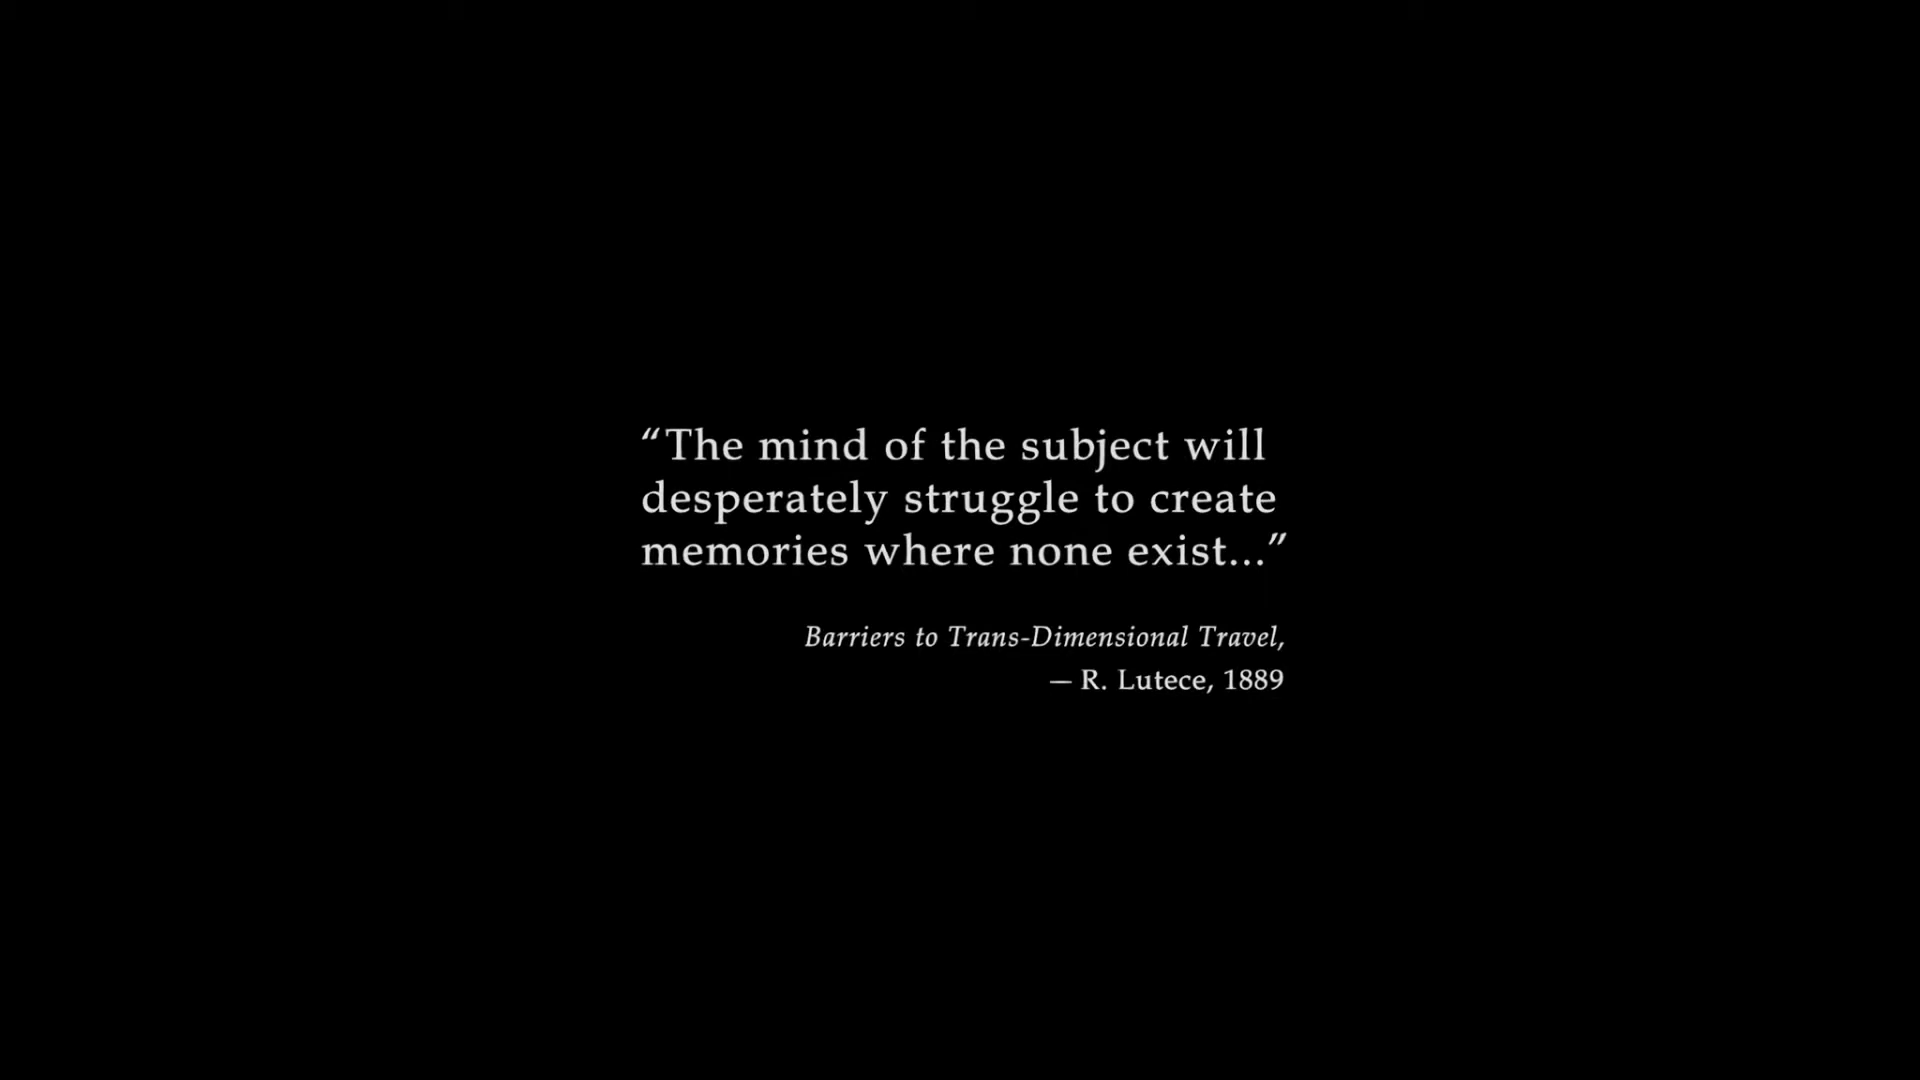 “The mind of the subject will
desperately struggle to create
memories where none exist...”
Barriers to Trans-Dimensional Travel,
— R. Lutece, 1889